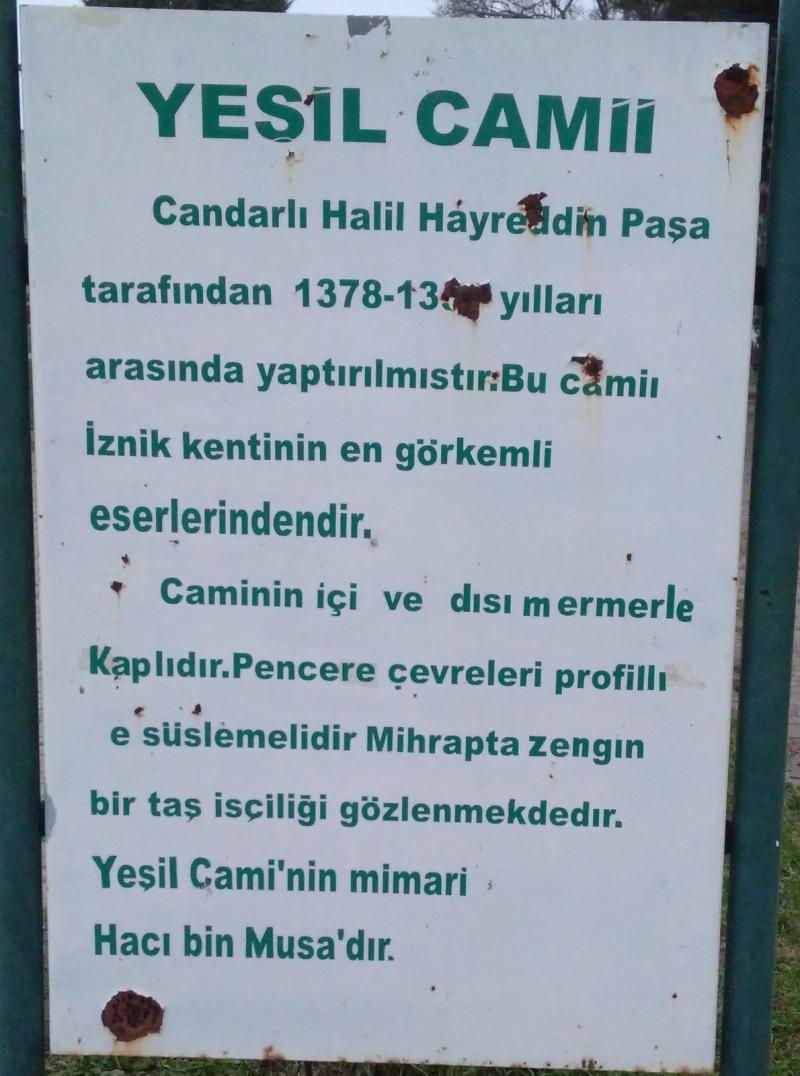 YEŞİL CAMİİ
Candarlı Halil Hayreddin Paşa
tarafından yılları
arasında yaptırılmıstır.Bu camiı
İznik kentinin en görkemli
eserlerindendir.
Caminin içi ve dısı mermerle
Kaplıdır.Pencere çevreleri profillı
e süslemelidir Mihrapta zengın
bir taş isçiliği gözlenmekdedır.
Yeşil Cami'nin mimari
Hacı bin Musa'dır.